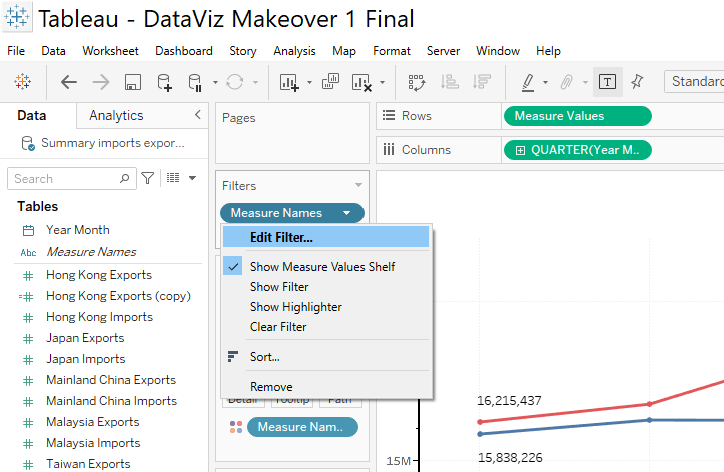 Tableau - DataViz Makeover 1 Final
File Data Worksheet Dashboard Story Analysis Map Format Server Window Help
T Standard
Data Analytics
Summary imports expor...
Search
Tables
Year Month
Abc Measure Names
Hong Kong Exports
Hong Kong Exports (copy)
Hong Kong Imports
Japan Exports
Japan Imports
Mainland China Exports
Mainland China Imports
Malaysia Exports
Malaysia Imports
Taiwan Exports
Pages
Filters
Measure Names
Edit Filter...
Show Measure Values Shelf
Show Filter
Show Highlighter
Clear Filter
Sort...
Remove
Detail Tooltip Path
Measure Nam..
Rows Measure Values
Columns QUARTER(Year M..
16,215,437
15,838,226
15M